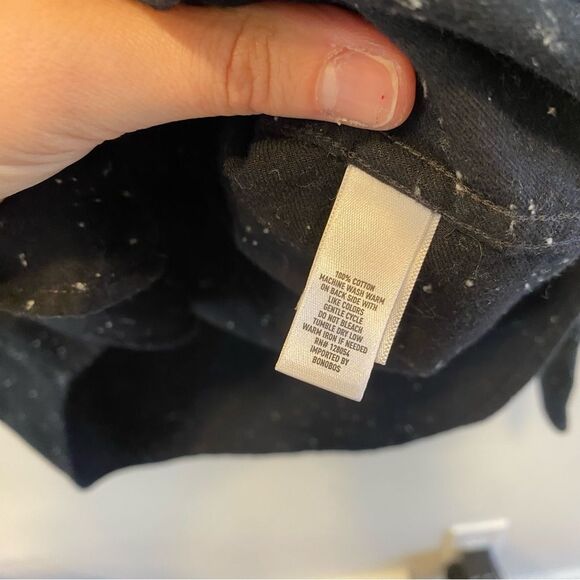 100% COTTON
MACHINE WASH WARM
ON BACK SIDE WITH
LIKE COLORS
GENTLE CYCLE
DO NOT BLEACH
TUMBLE DRY LOW
WARM IRON IF NEEDED
RN# 128054
IMPORTED BY
BONOBOS